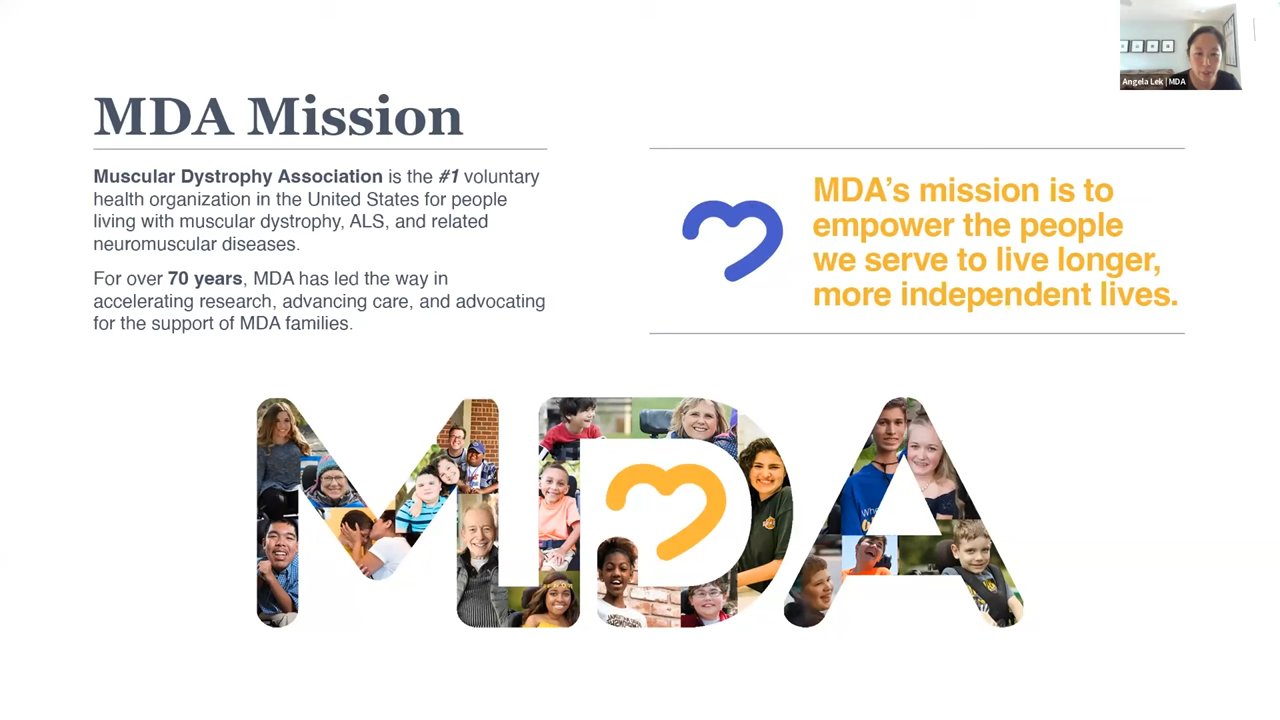 Angela Lek | MDA
MDA Mission
Muscular Dystrophy Association is the #1 voluntary
health organization in the United States for people
living with muscular dystrophy, ALS, and related
neuromuscular diseases.
For over 70 years, MDA has led the way in
accelerating research, advancing care, and advocating
for the support of MDA families.
MDA’s mission is to
empower the people
we serve to live longer,
more independent lives.
MDA